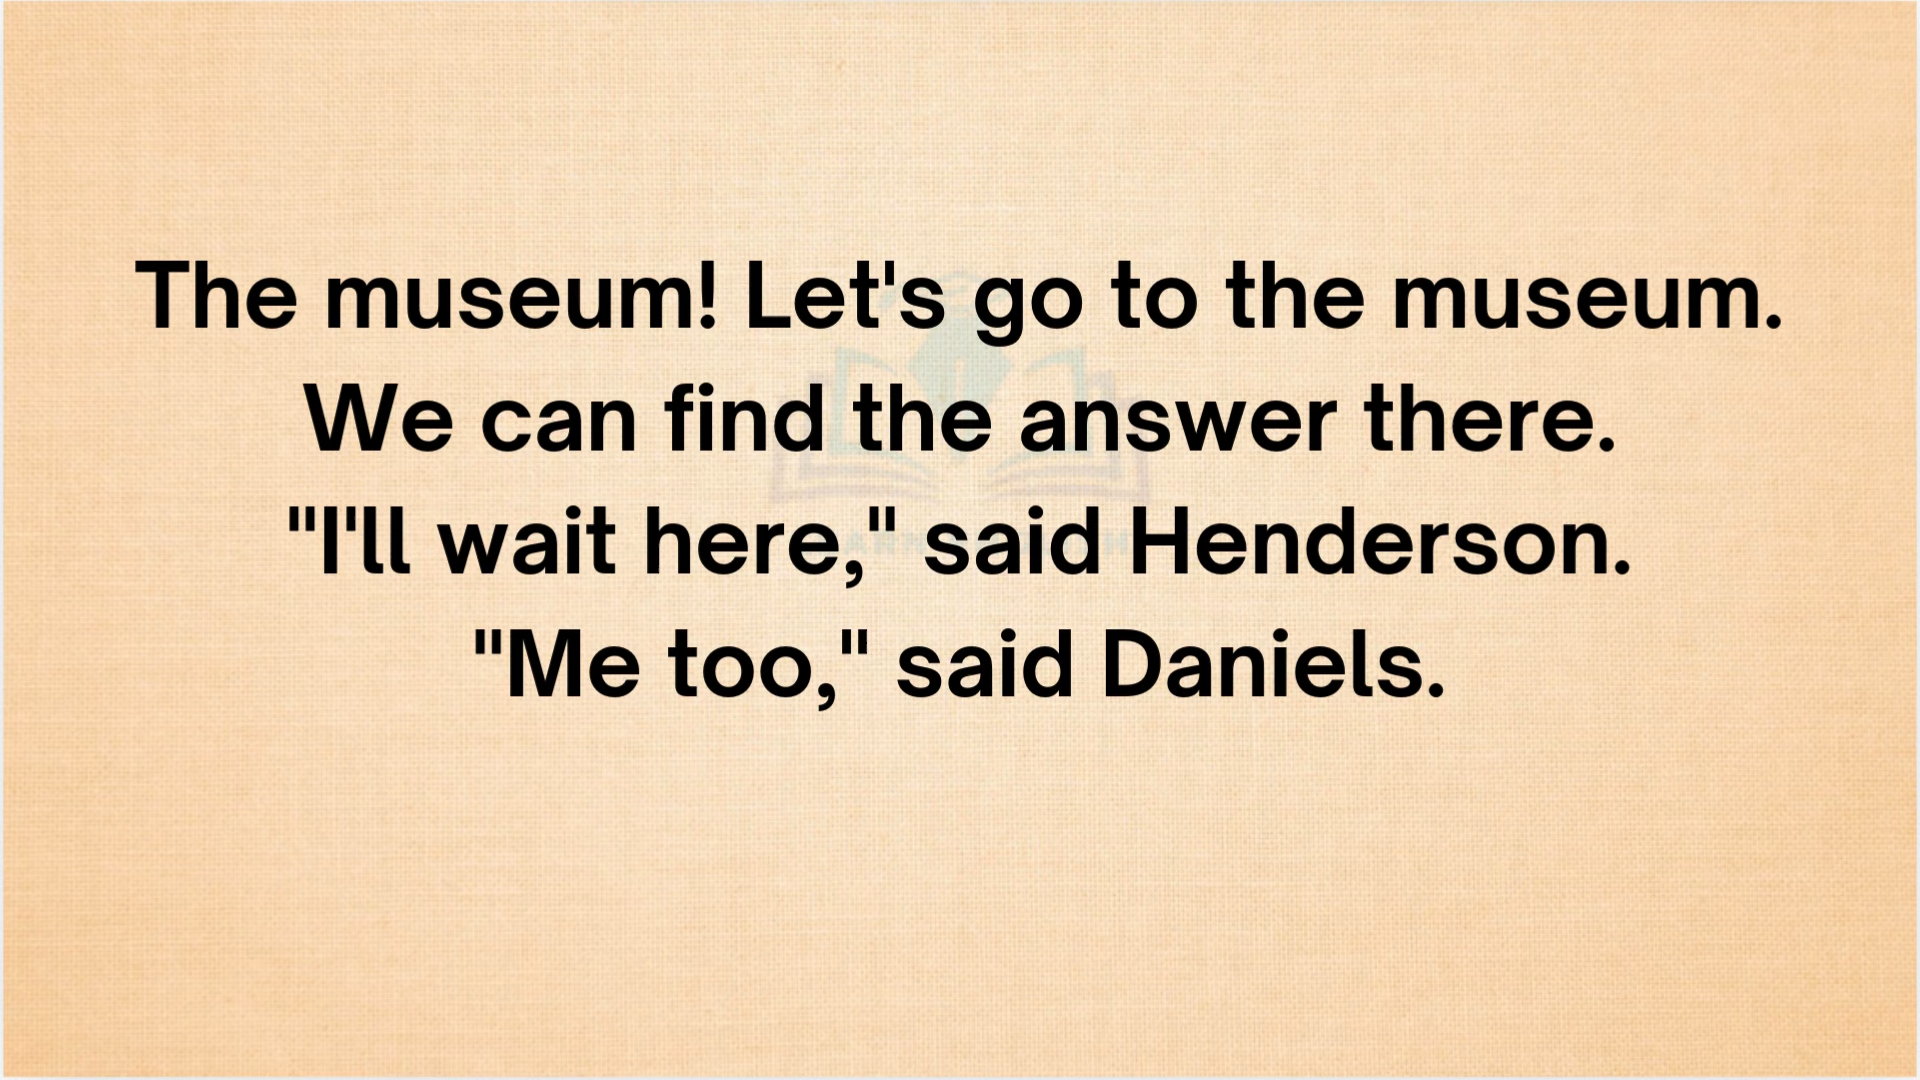 The museum! Let's go to the museum.
We can find the answer there.
"I'll wait here," said Henderson.
"Me too," said Daniels.